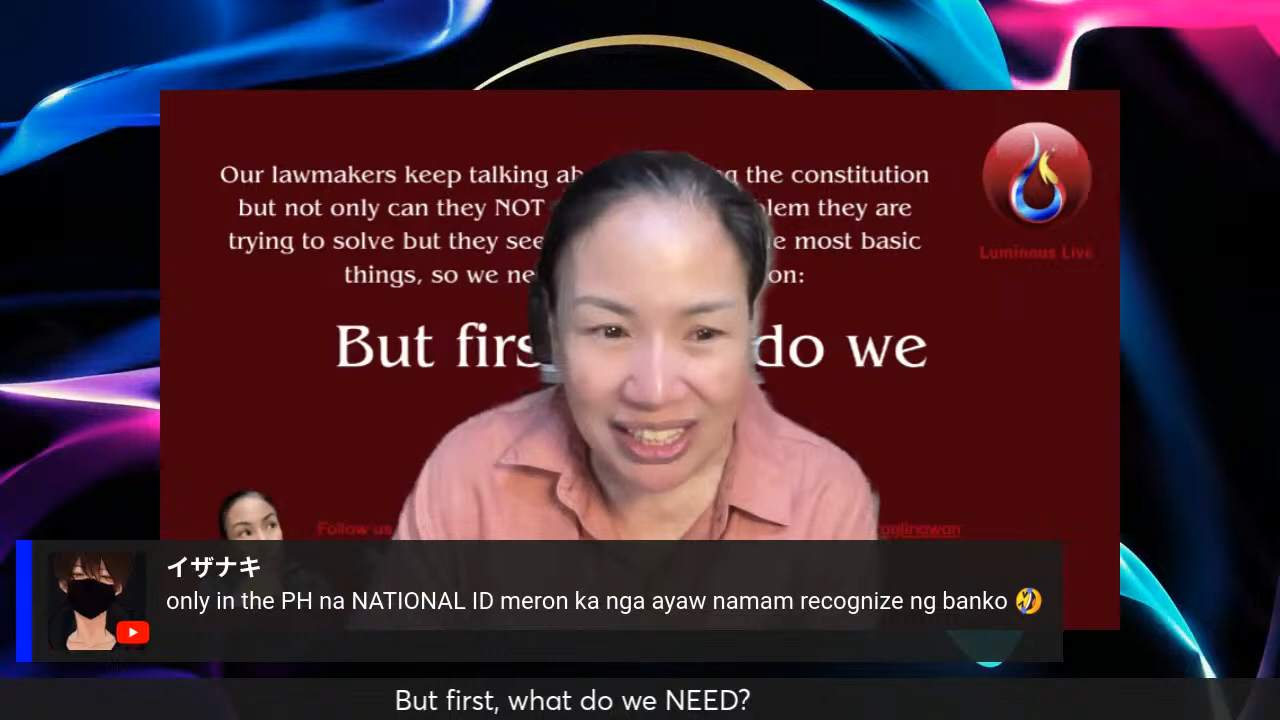 Our lawmakers keep talking ab the constitution
but not only can they NOT lem they are
trying to solve but they see most basic
things, so we ne on:
But firs do we
Luminous Live
Follow us
イザナキ
only in the PH na NATIONAL ID meron ka nga ayaw namam recognize ng banko 🤣
But first, what do we NEED?